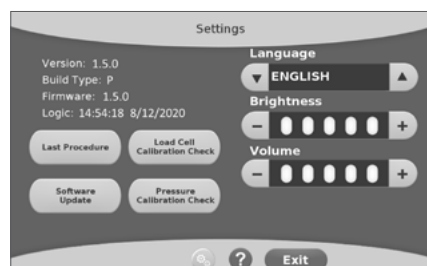 Settings
Version: 1.5.0
Build Type: P
Firmware: 1.5.0
Logic: 14:54:18 8/12/2020
Last Procedure
Load Cell
Calibration Check
Software
Update
Pressure
Calibration Check
Language
▼ ENGLISH ▲
Brightness
− +
Volume
− +
? Exit